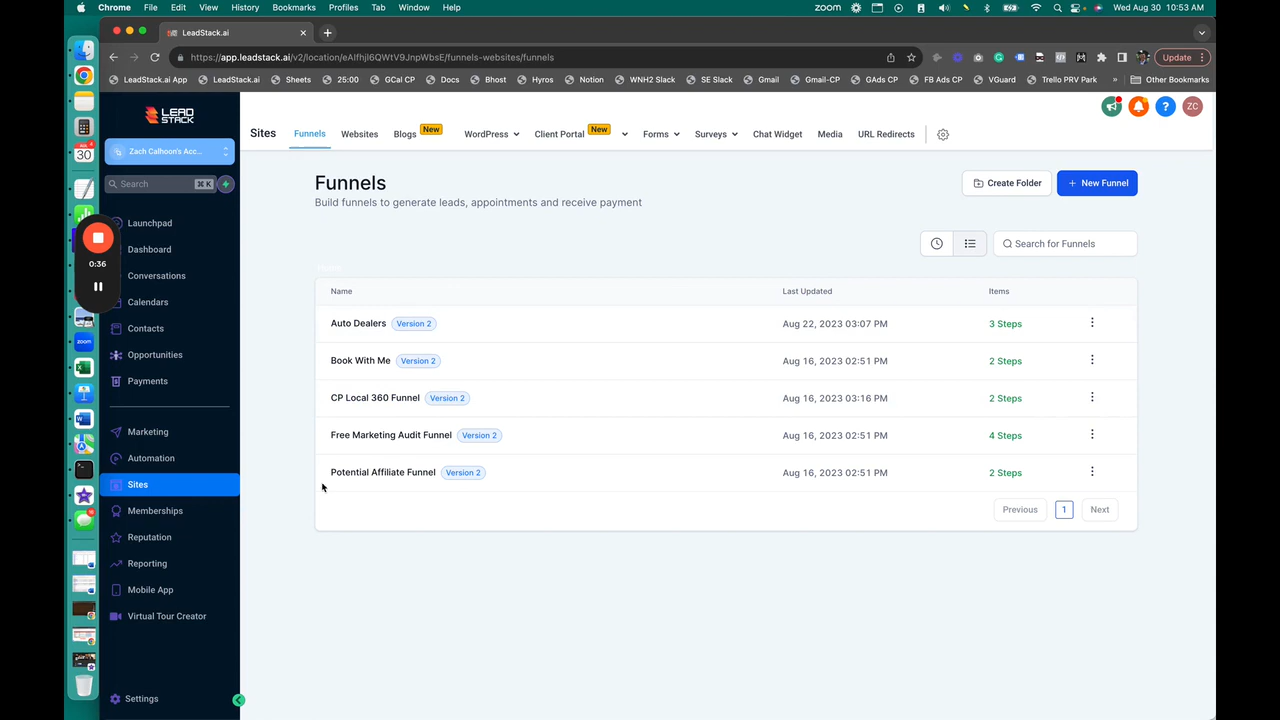 Chrome File Edit View History Bookmarks Profiles Tab Window Help zoom Wed Aug 30 10:53 AM
LeadStack.ai
https://app.leadstack.ai/v2/location/eAIfhjl6QWtV9JnpWbsE/funnels-websites/funnels Update
LeadStack.ai App LeadStack.ai Sheets 25:00 GCal CP Docs Bhost Hyros Notion WNH2 Slack SE Slack Gmail Gmail-CP GAds CP FB Ads CP VGuard Trello PRV Park » Other Bookmarks
LEAD
STACK
ZC
Sites Funnels Websites Blogs New WordPress Client Portal New Forms Surveys Chat Widget Media URL Redirects
Zach Calhoon's Acc...
30
Search ⌘ K
Launchpad
Dashboard
Conversations
Calendars
Contacts
Opportunities
Payments
Marketing
Automation
Sites
Memberships
Reputation
Reporting
Mobile App
Virtual Tour Creator
Settings
0:36
zoom
Funnels
Build funnels to generate leads, appointments and receive payment
Create Folder
+ New Funnel
Search for Funnels
Name Last Updated Items
Auto Dealers Version 2 Aug 22, 2023 03:07 PM 3 Steps
Book With Me Version 2 Aug 16, 2023 02:51 PM 2 Steps
CP Local 360 Funnel Version 2 Aug 16, 2023 03:16 PM 2 Steps
Free Marketing Audit Funnel Version 2 Aug 16, 2023 02:51 PM 4 Steps
Potential Affiliate Funnel Version 2 Aug 16, 2023 02:51 PM 2 Steps
Previous 1 Next